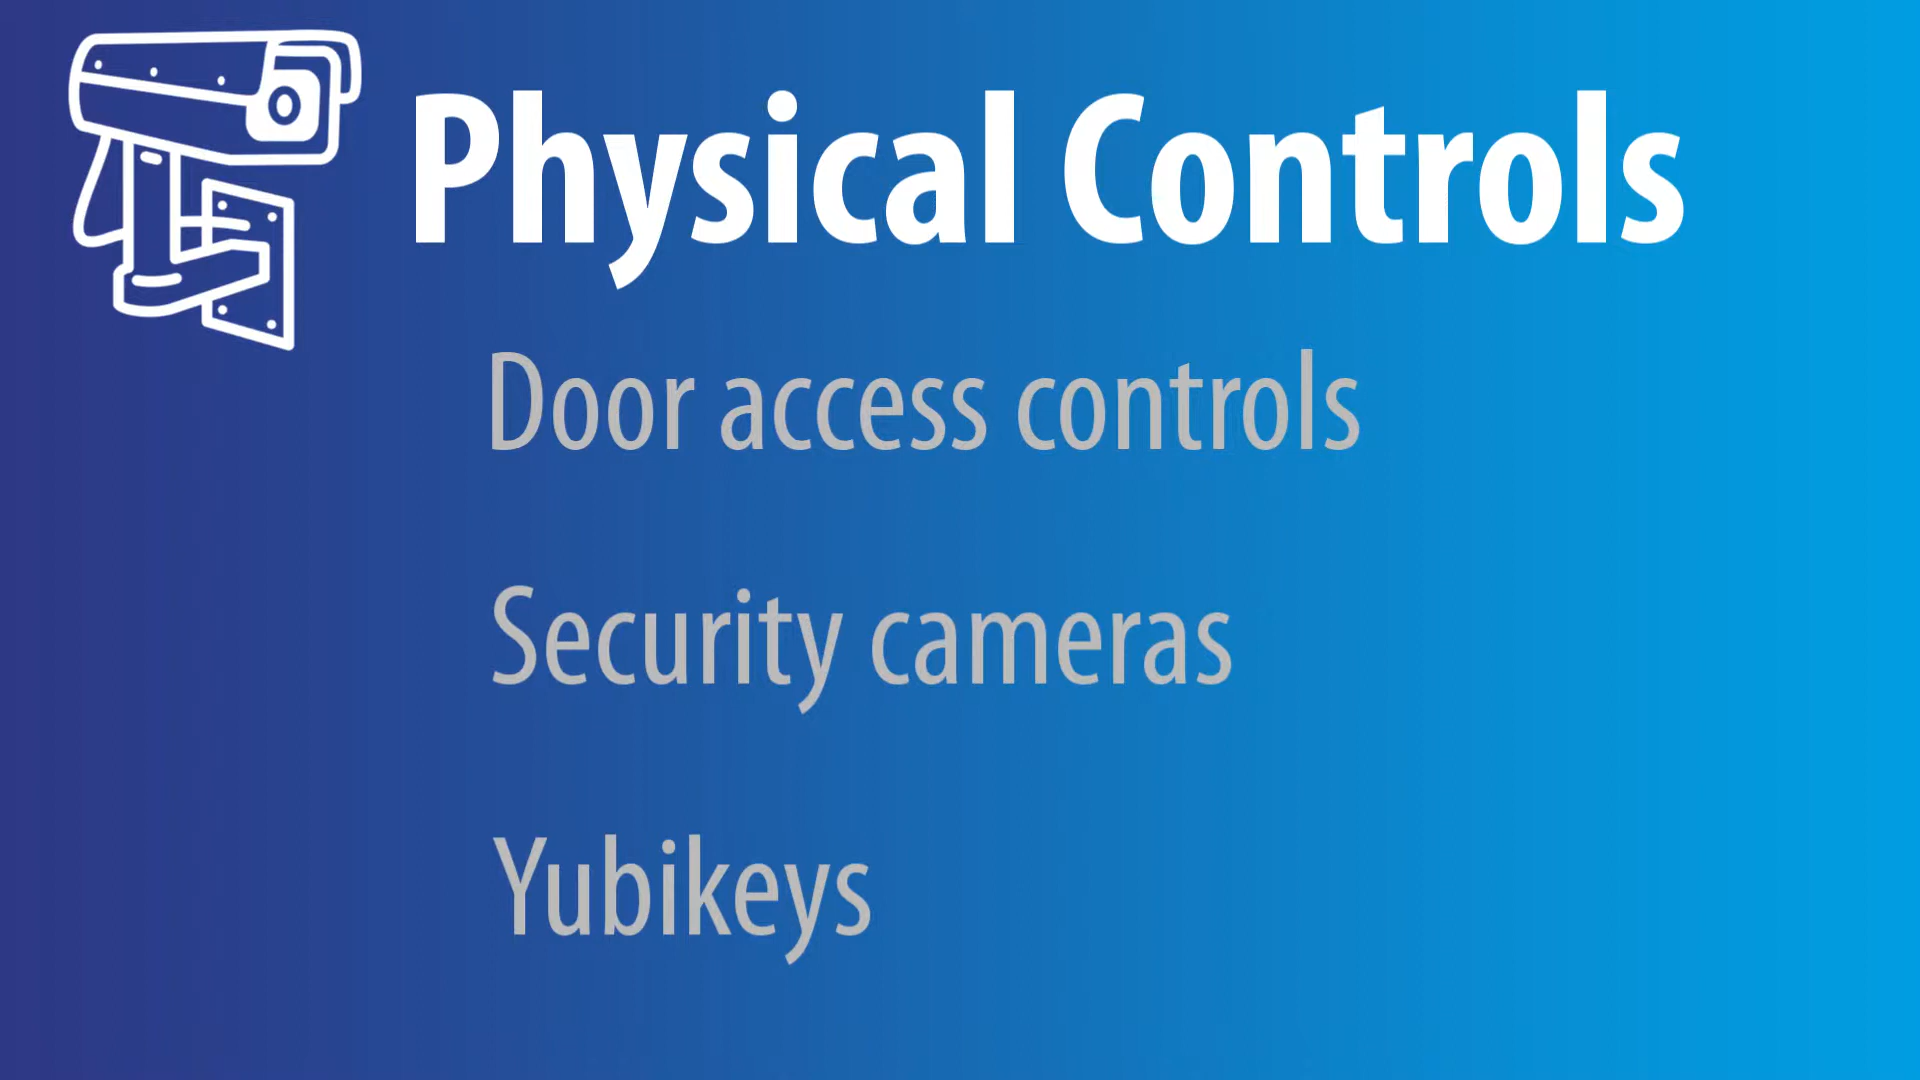 Physical Controls
Door access controls
Security cameras
Yubikeys